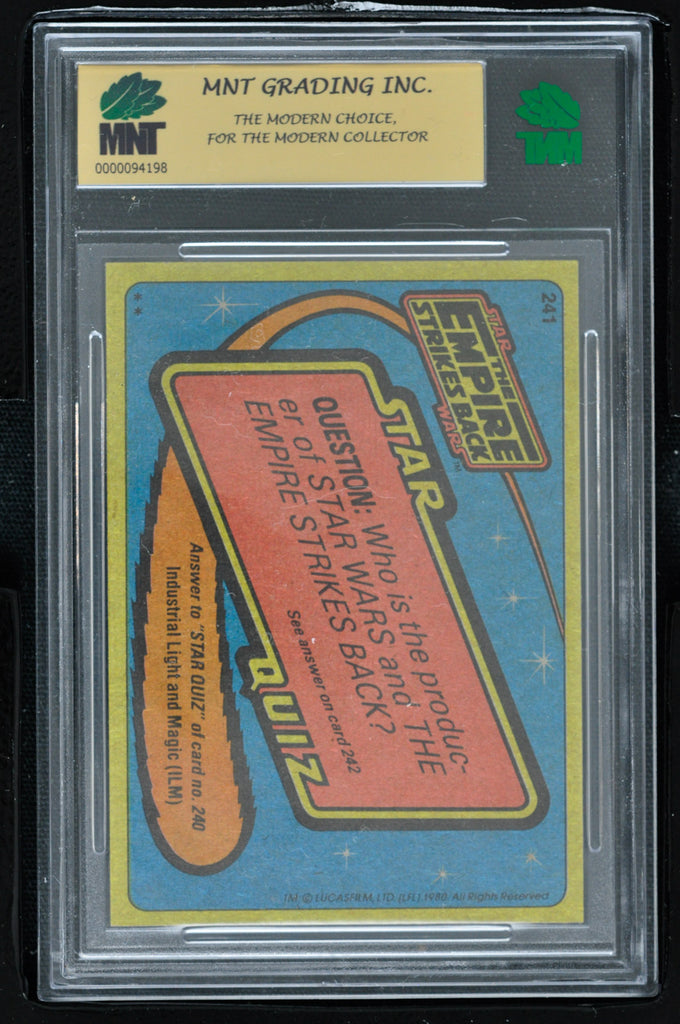 MNT GRADING INC.
THE MODERN CHOICE,
FOR THE MODERN COLLECTOR
MNT
0000094198
MNT
241
**
STAR
THE
EMPIRE
STRIKES BACK
WARS™
STAR
QUESTION: Who is the produc-
er of STAR WARS and THE
EMPIRE STRIKES BACK?
See answer on card 242
QUIZ
Answer to "STAR QUIZ" of card no. 240
Industrial Light and Magic (ILM)
TM © LUCASFILM, LTD. (LFL) 1980. All Rights Reserved